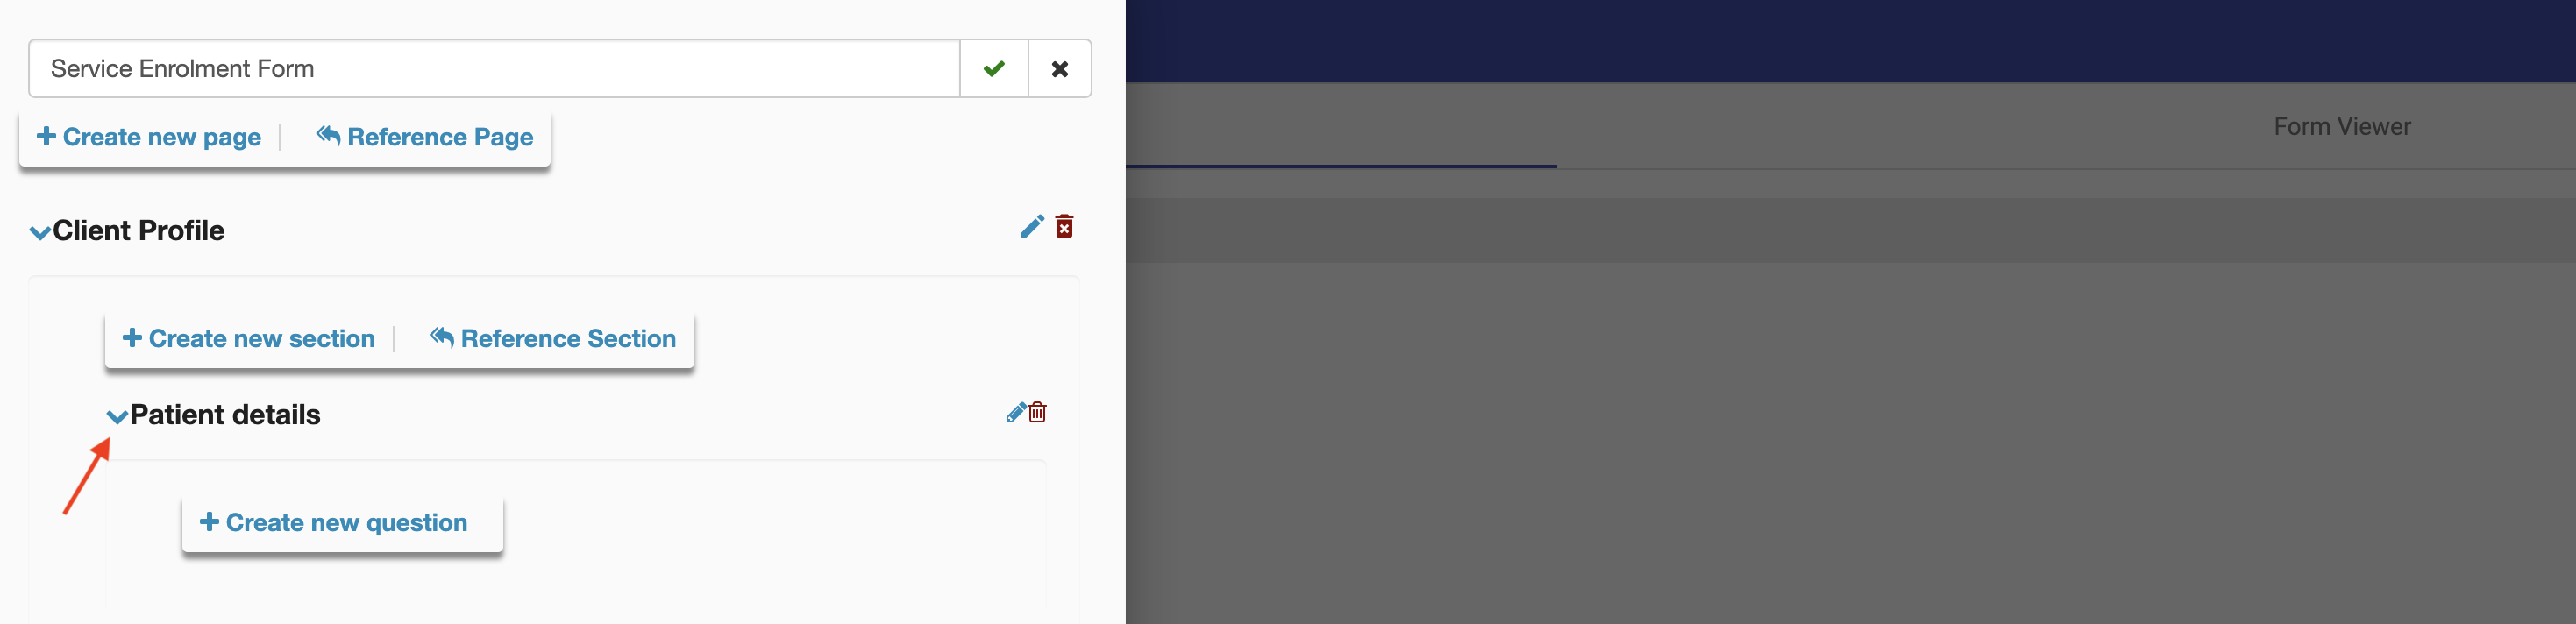 Service Enrolment Form
Create new page Reference Page
Form Viewer
Client Profile
Create new section Reference Section
Patient details
Create new question